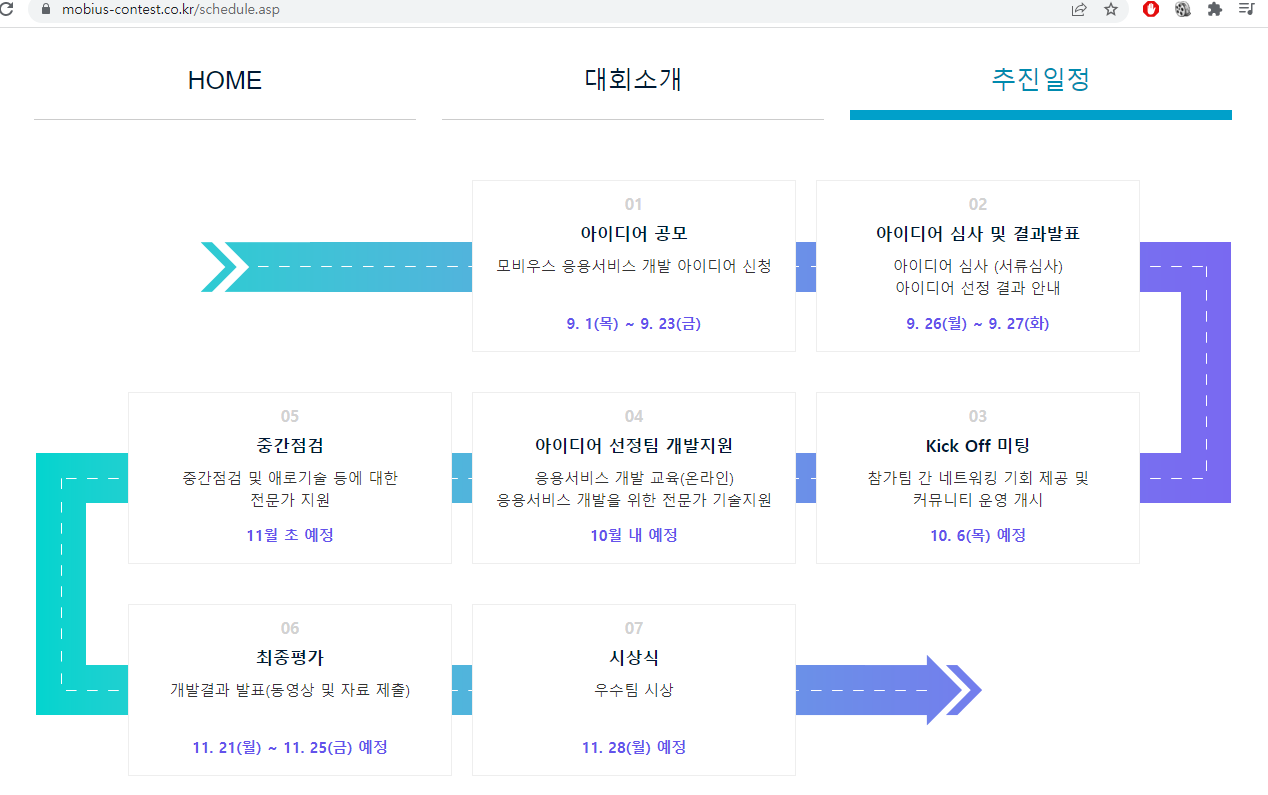 mobius-contest.co.kr/schedule.asp
HOME
대회소개
추진일정
01
아이디어 공모
모비우스 응용서비스 개발 아이디어 신청
9. 1(목) ~ 9. 23(금)
02
아이디어 심사 및 결과발표
아이디어 심사 (서류심사)
아이디어 선정 결과 안내
9. 26(월) ~ 9. 27(화)
03
Kick Off 미팅
참가팀 간 네트워킹 기회 제공 및
커뮤니티 운영 개시
10. 6(목) 예정
04
아이디어 선정팀 개발지원
응용서비스 개발 교육(온라인)
응용서비스 개발을 위한 전문가 기술지원
10월 내 예정
05
중간점검
중간점검 및 애로기술 등에 대한
전문가 지원
11월 초 예정
06
최종평가
개발결과 발표(동영상 및 자료 제출)
11. 21(월) ~ 11. 25(금) 예정
07
시상식
우수팀 시상
11. 28(월) 예정